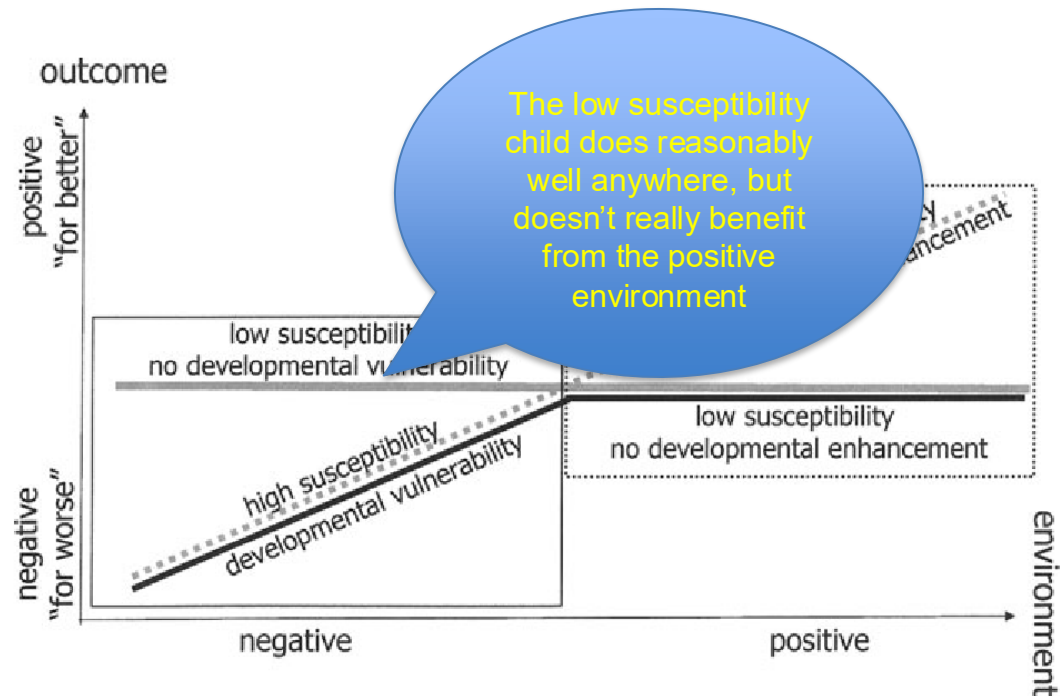 outcome
positive
“for better”
The low susceptibility
child does reasonably
well anywhere, but
doesn’t really benefit
from the positive
environment
low susceptibilit
no developmental vulnerability
high susceptibility
developmental vulnerability
low susceptibility
no developmental enhancement
negative
“for worse”
negative
positive
environment